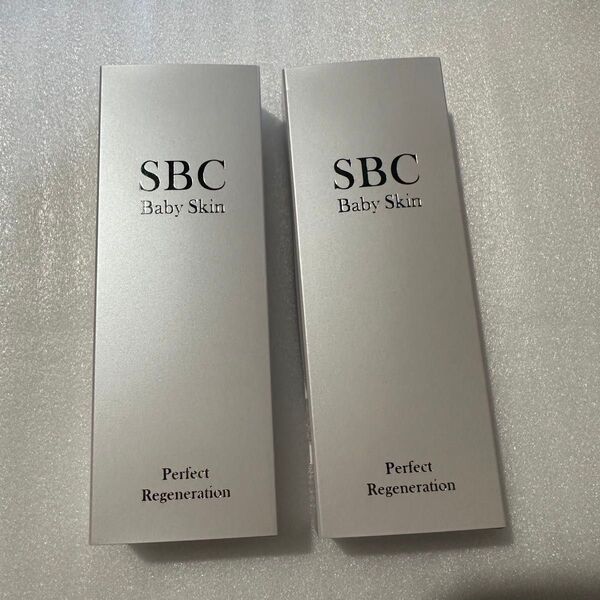 SBC
Baby Skin
Perfect
Regeneration
SBC
Baby Skin
Perfect
Regeneration